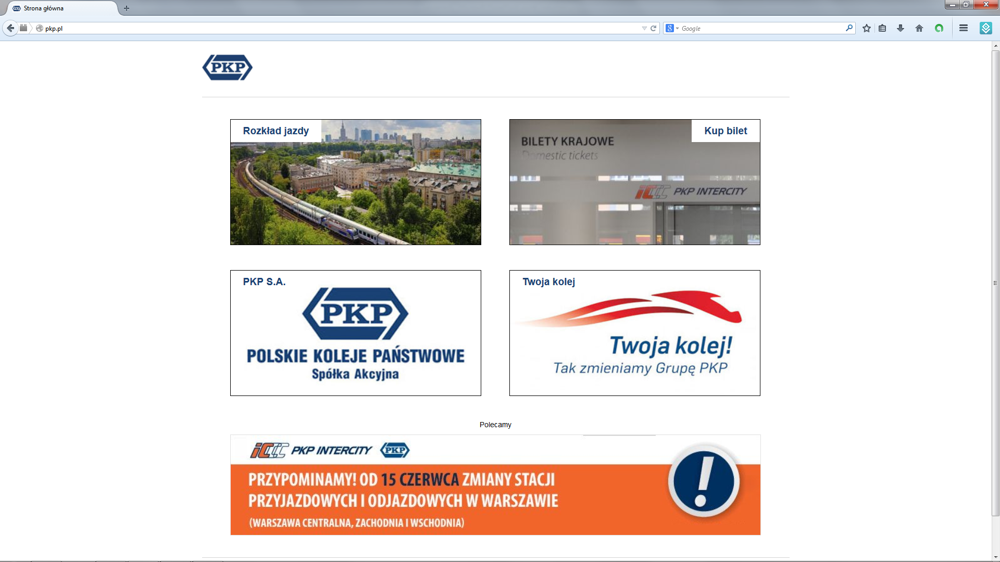 Strona główna
pkp.pl
Google
PKP
Rozkład jazdy
Kup bilet
BILETY KRAJOWE
Domestic tickets
PKP INTERCITY
PKP S.A.
PKP
POLSKIE KOLEJE PAŃSTWOWE
Spółka Akcyjna
Twoja kolej
Twoja kolej!
Tak zmieniamy Grupę PKP
Polecamy
PKP INTERCITY PKP
PRZYPOMINAMY! OD 15 CZERWCA ZMIANY STACJI
PRZYJAZDOWYCH I ODJAZDOWYCH W WARSZAWIE
(WARSZAWA CENTRALNA, ZACHODNIA I WSCHODNIA)